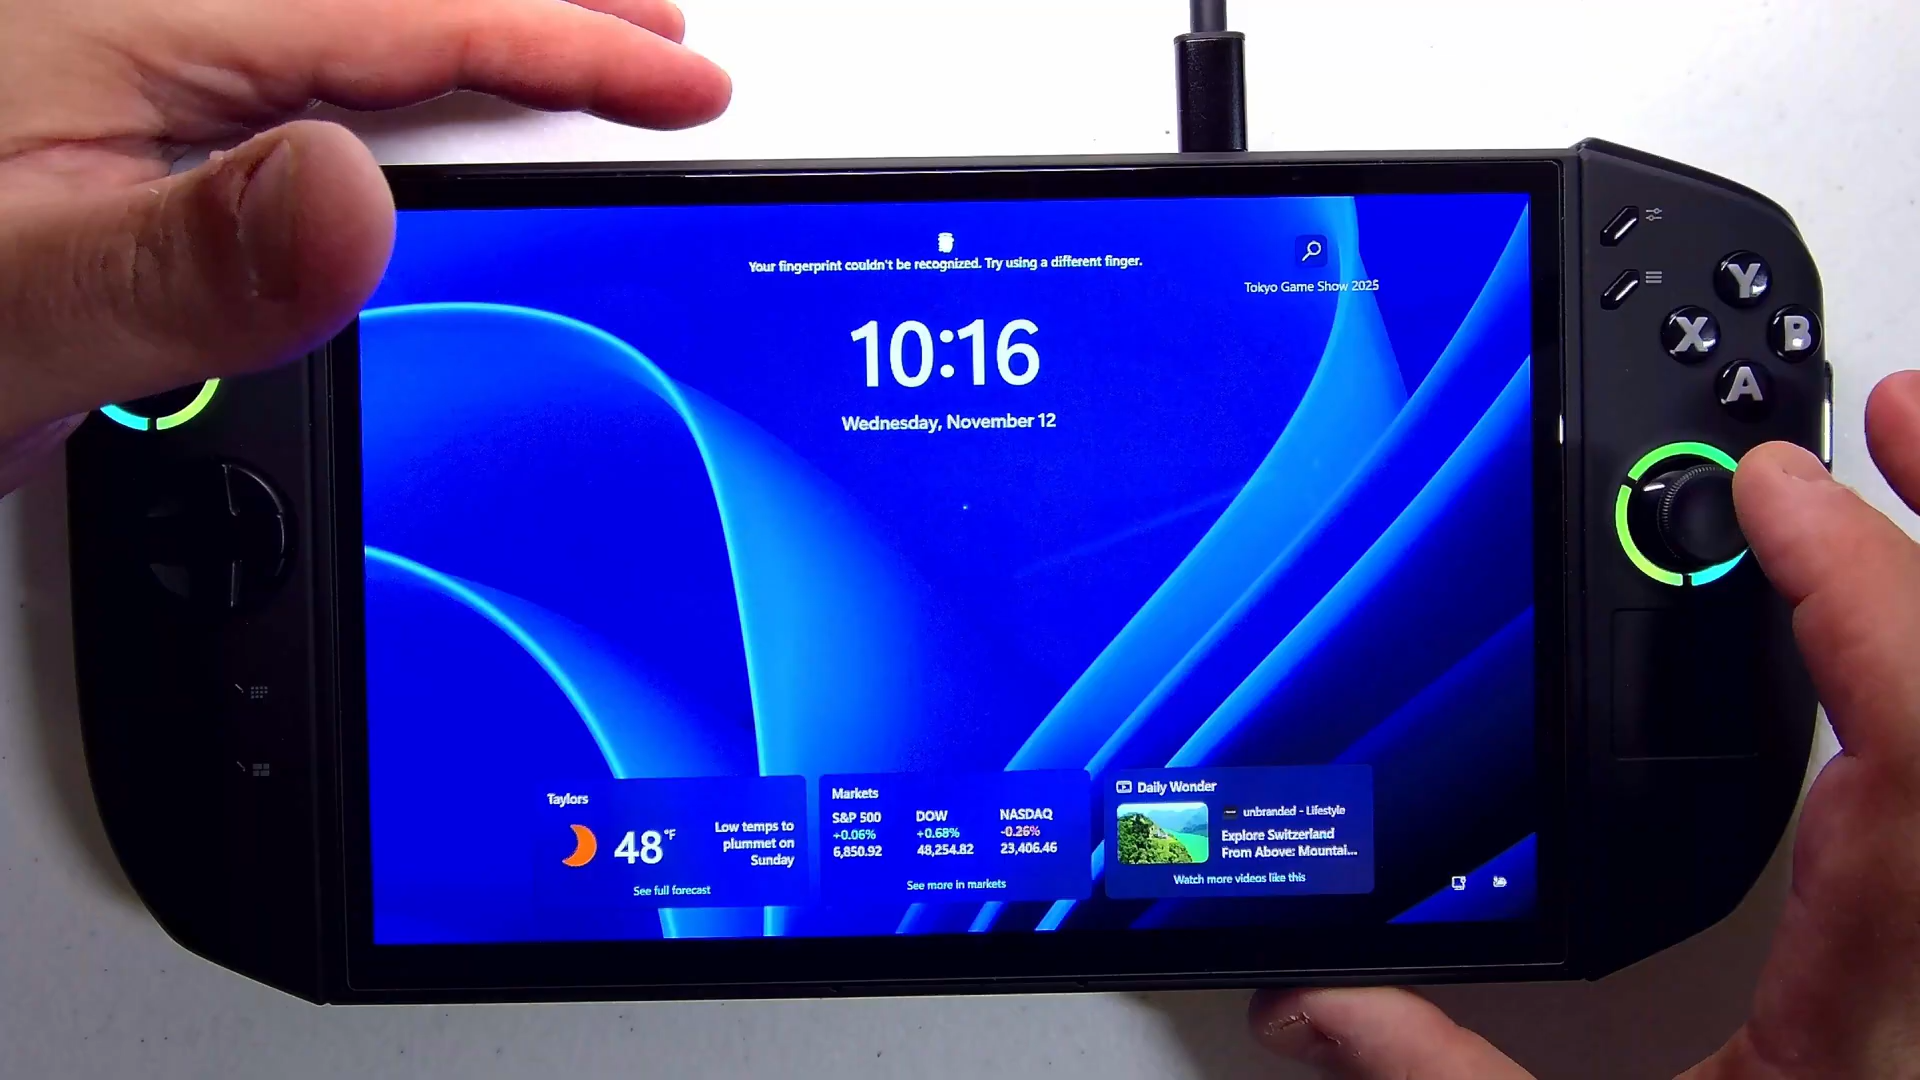 Your fingerprint couldn't be recognized. Try using a different finger.
Tokyo Game Show 2025
10:16
Wednesday, November 12
Y
X
B
A
Taylors
48°F
Low temps to
plummet on
Sunday
See full forecast
Markets
S&P 500
+0.06%
6,850.92
DOW
+0.68%
48,254.82
NASDAQ
-0.26%
23,406.46
See more in markets
Daily Wonder
unbranded - Lifestyle
Explore Switzerland
From Above: Mountai...
Watch more videos like this